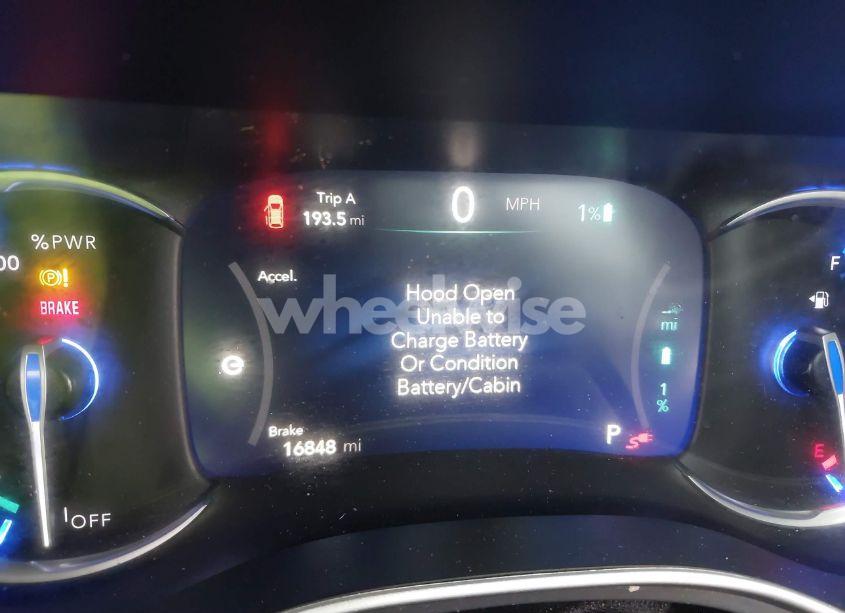 Trip A
193.5 mi
0 MPH
1%
%PWR
00
P!
BRAKE
OFF
Accel.
Hood Open
Unable to
Charge Battery
Or Condition
Battery/Cabin
mi
1
%
Brake
16848 mi
P
F
E